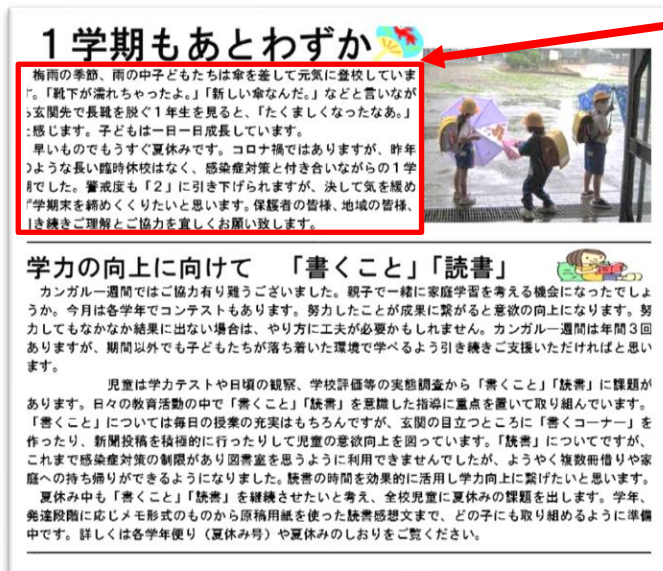 １学期もあとわずか
梅雨の季節、雨の中子どもたちは傘を差して元気に登校していま
。「靴下が濡れちゃったよ。」「新しい傘なんだ。」などと言いなが
玄関先で長靴を脱ぐ１年生を見ると、「たくましくなったなあ。」
感じます。子どもは一日一成長しています。
早いものでもうすぐ夏休みです。コロナ禍ではありますが、昨年
のような長い臨時休校はなく、感染症対策と付き合いながらの１学
期でした。警戒度も「２」に引き下げられますが、決して気を緩め
学期末を締めくくりたいと思います。保護者の皆様、地域の皆様、
引き続きご理解とご協力を宜しくお願い致します。
学力の向上に向けて　「書くこと」「読書」
カンガルー週間ではご協力有り難うございました。親子で一緒に家庭学習を考える機会になったでしょ
うか。今月は各学年でコンテストもあります。努力したことが成果に繋がると意欲の向上になります。努
力してもなかなか結果に出ない場合は、やり方に工夫が必要かもしれません。カンガルー週間は年間３回
ありますが、期間以外でも子どもたちが落ち着いた環境で学べるよう引き続きご支援いただければと思い
ます。
児童は学力テストや日頃の観察、学校評価等の実態調査から「書くこと」「読書」に課題が
あります。日々の教育活動の中で「書くこと」「読書」を意識した指導に重点を置いて取り組んでいます。
「書くこと」については毎日の授業の充実はもちろんですが、玄関の目立つところに「書くコーナー」を
作ったり、新聞投稿を積極的に行ったりして児童の意欲向上を図っています。「読書」についてですが、
これまで感染症対策の制限があり図書室を思うように利用できませんでしたが、ようやく複数冊借りや家
庭への持ち帰りができるようになりました。読書の時間を効果的に活用し学力向上に繋げたいと思います。
夏休み中も「書くこと」「読書」を継続させたいと考え、全校児童に夏休みの課題を出します。学年、
発達段階に応じメモ形式のものから原稿用紙を使った読書感想文まで、どの子にも取り組めるように準備
中です。詳しくは各学年便り（夏休み号）や夏休みのしおりをご覧ください。